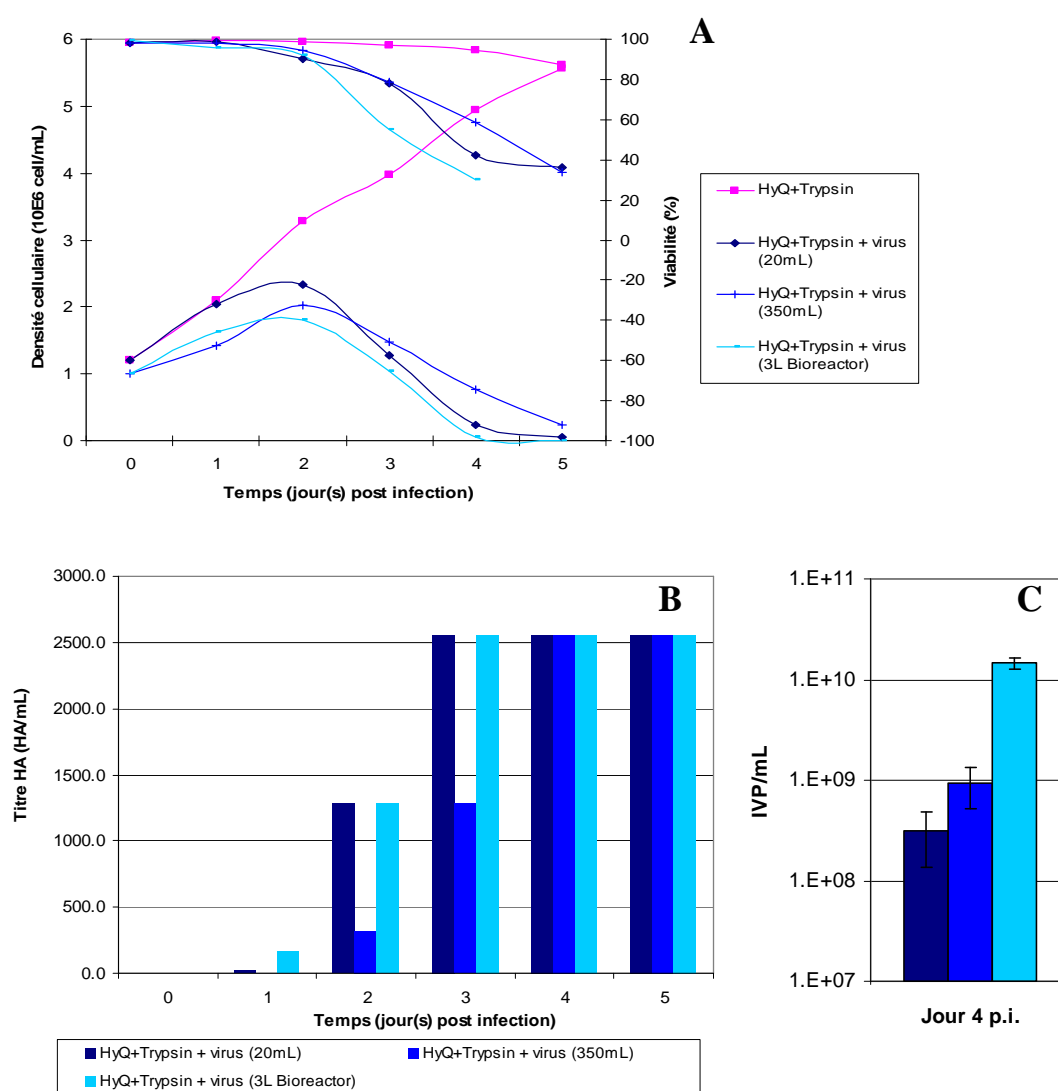 A
6
5
4
3
2
1
0
Densité cellulaire (10E6 cell/mL)
100
80
60
40
20
0
-20
-40
-60
-80
-100
Viabilité (%)
0 1 2 3 4 5
Temps (jour(s) post infection)
HyQ+Trypsin
HyQ+Trypsin + virus
(20mL)
HyQ+Trypsin + virus
(350mL)
HyQ+Trypsin + virus
(3L Bioreactor)
B
3000.0
2500.0
2000.0
1500.0
1000.0
500.0
0.0
Titre HA (HA/mL)
0 1 2 3 4 5
Temps (jour(s) post infection)
HyQ+Trypsin + virus (20mL)
HyQ+Trypsin + virus (350mL)
HyQ+Trypsin + virus (3L Bioreactor)
C
1.E+11
1.E+10
1.E+09
1.E+08
1.E+07
IVP/mL
Jour 4 p.i.